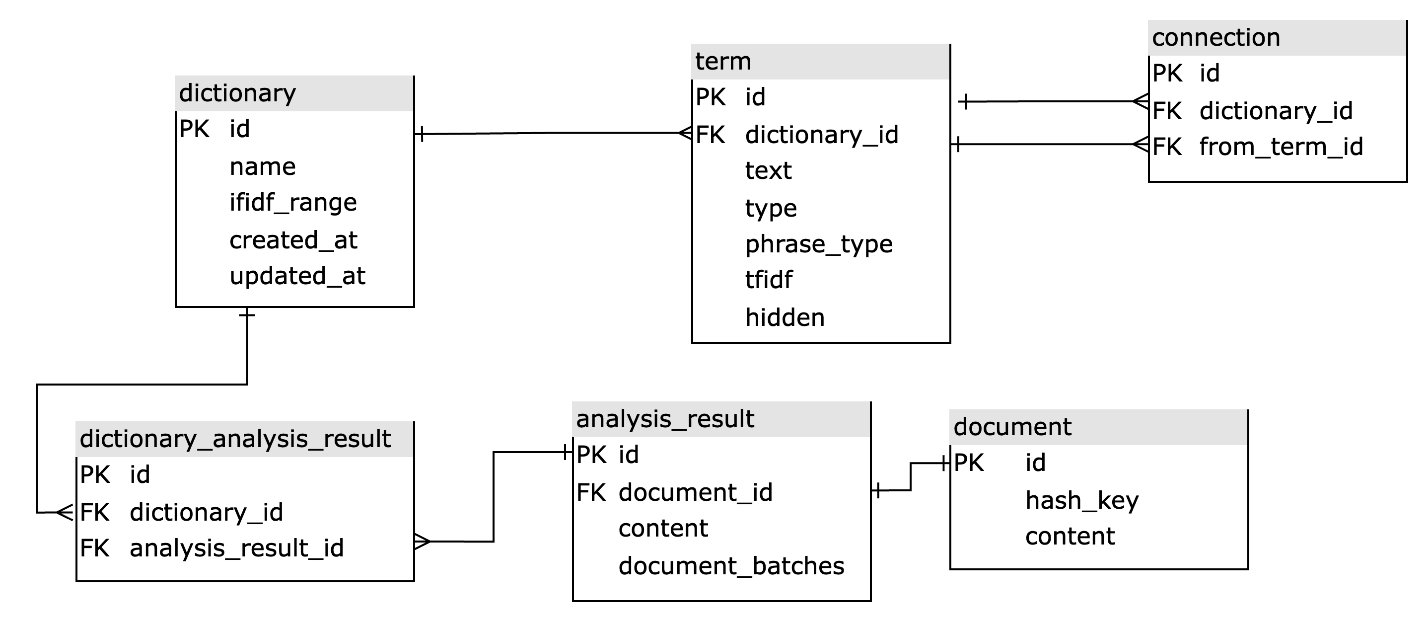 dictionary
PK id
name
ifidf_range
created_at
updated_at
term
PK id
FK dictionary_id
text
type
phrase_type
tfidf
hidden
connection
PK id
FK dictionary_id
FK from_term_id
dictionary_analysis_result
PK id
FK dictionary_id
FK analysis_result_id
analysis_result
PK id
FK document_id
content
document_batches
document
PK id
hash_key
content